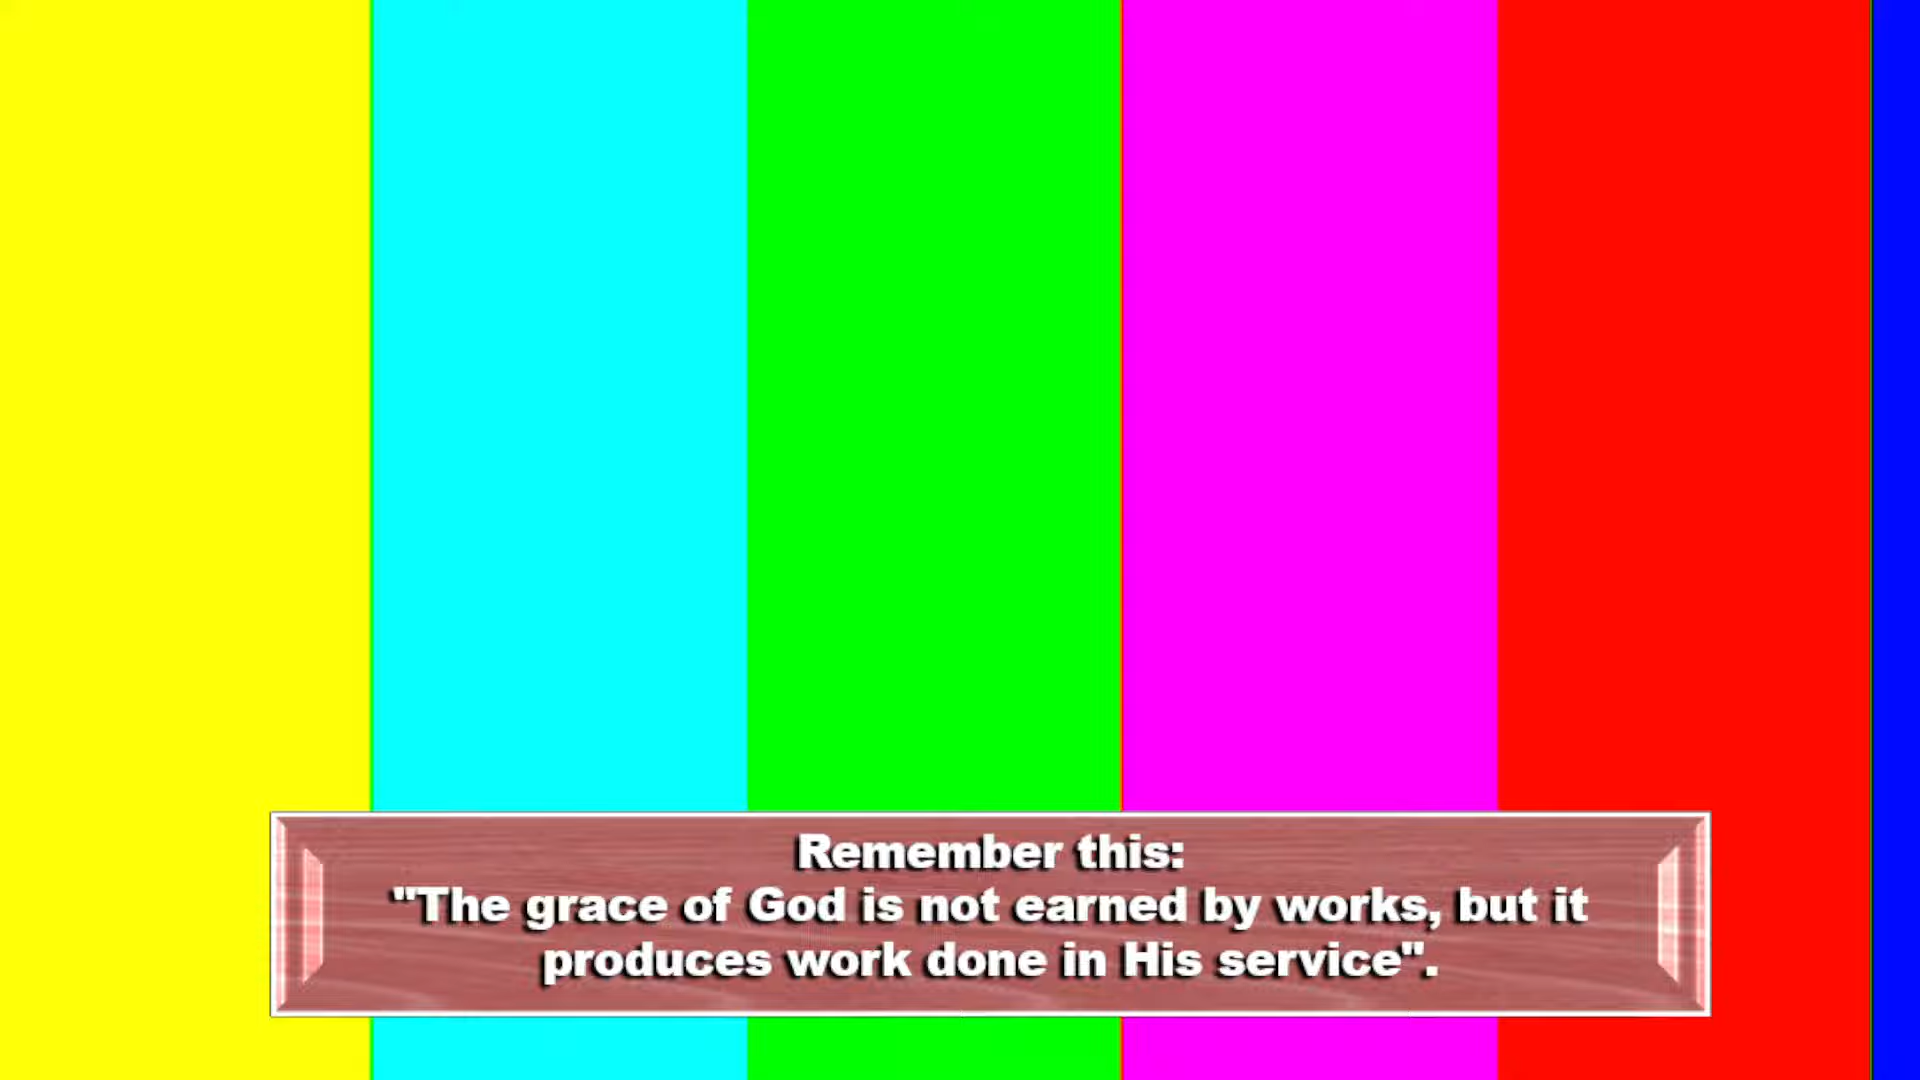 Remember this:
"The grace of God is not earned by works, but it
produces work done in His service".